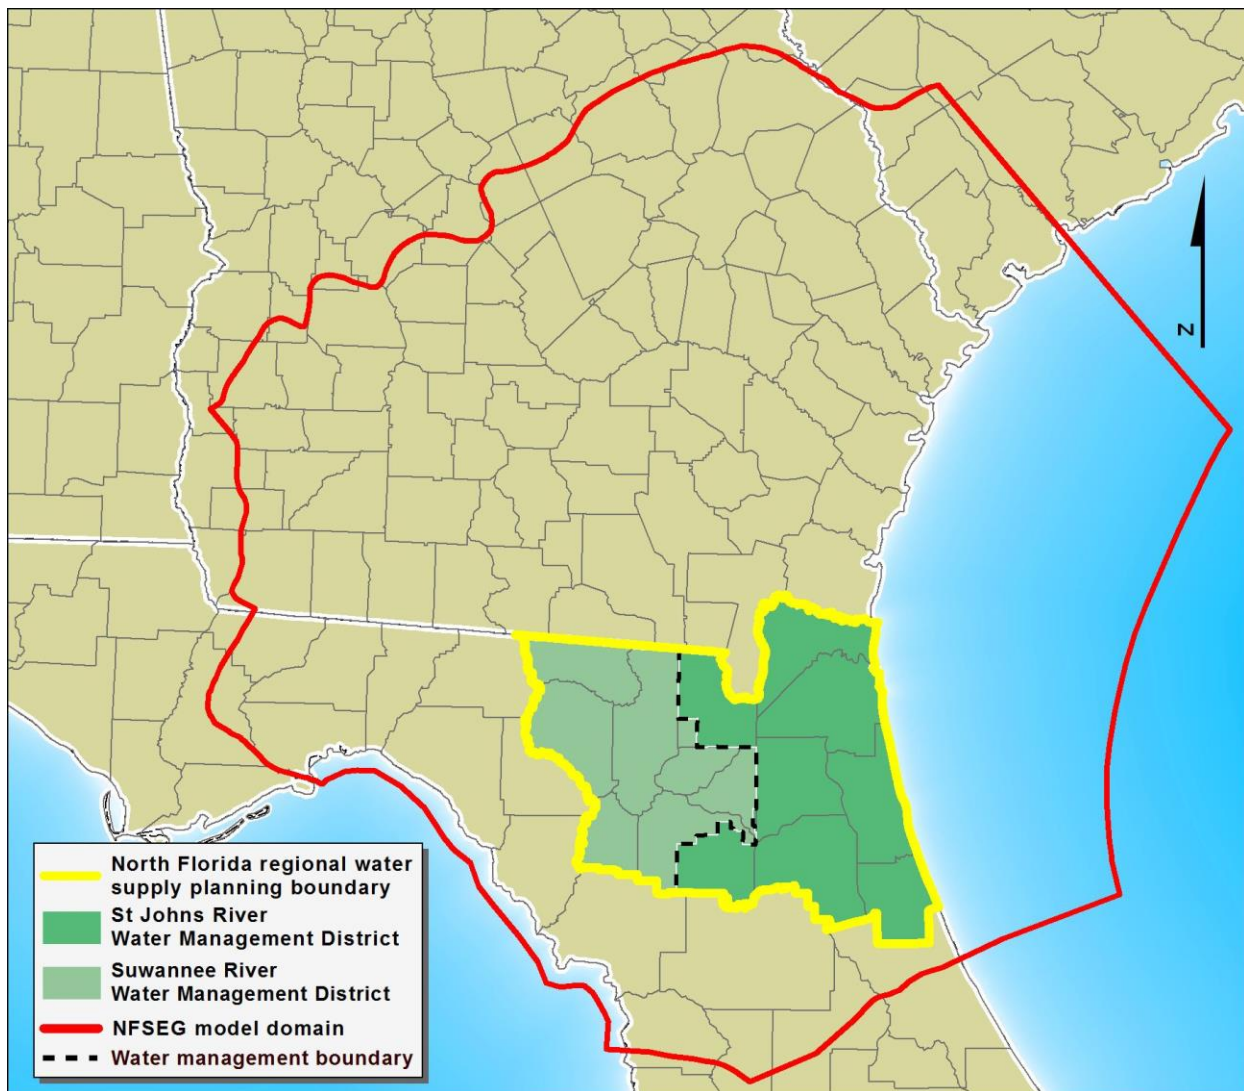 N
North Florida regional water
supply planning boundary
St Johns River
Water Management District
Suwannee River
Water Management District
NFSEG model domain
Water management boundary